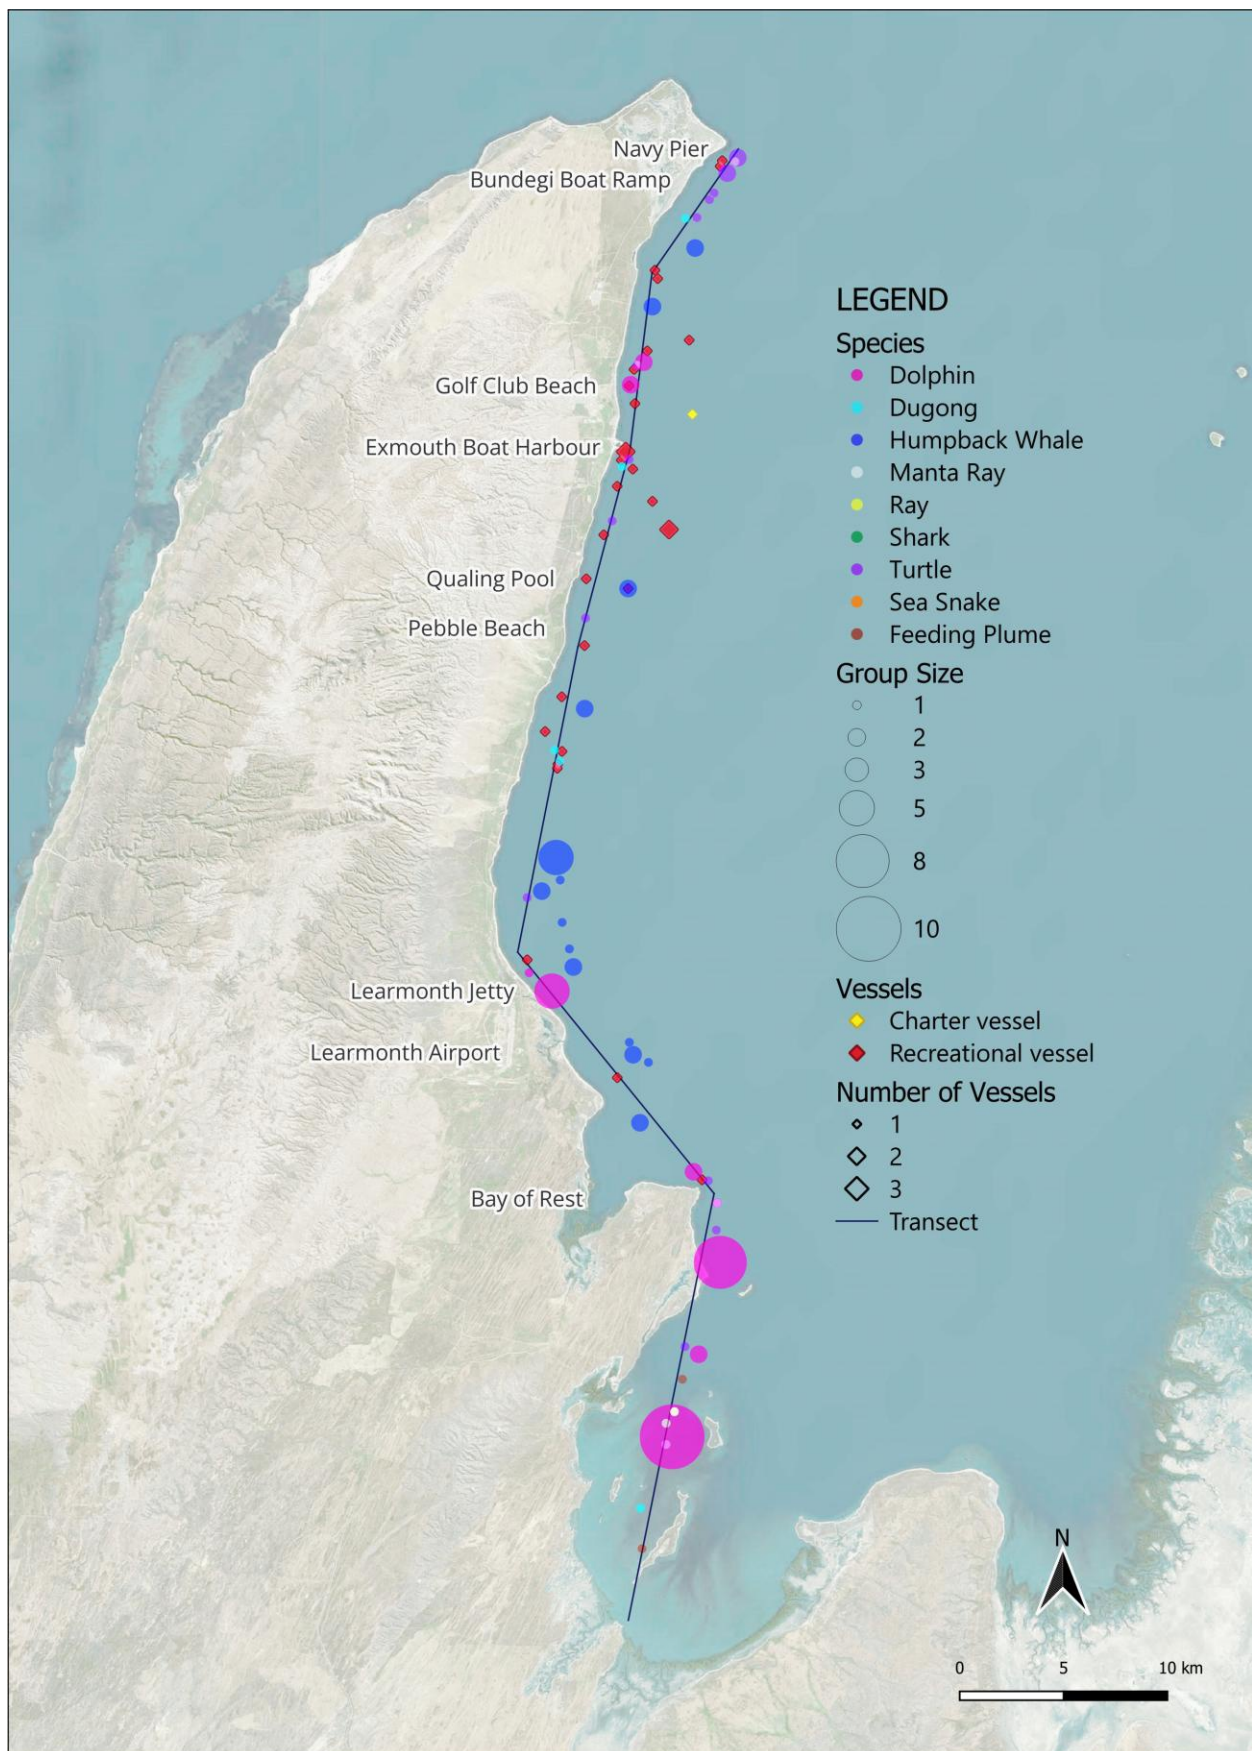 Navy Pier
Bundegi Boat Ramp
Golf Club Beach
Exmouth Boat Harbour
Qualing Pool
Pebble Beach
Learmonth Jetty
Learmonth Airport
Bay of Rest
LEGEND
Species
Dolphin
Dugong
Humpback Whale
Manta Ray
Ray
Shark
Turtle
Sea Snake
Feeding Plume
Group Size
1
2
3
5
8
10
Vessels
Charter vessel
Recreational vessel
Number of Vessels
1
2
3
Transect
N
0 5 10 km